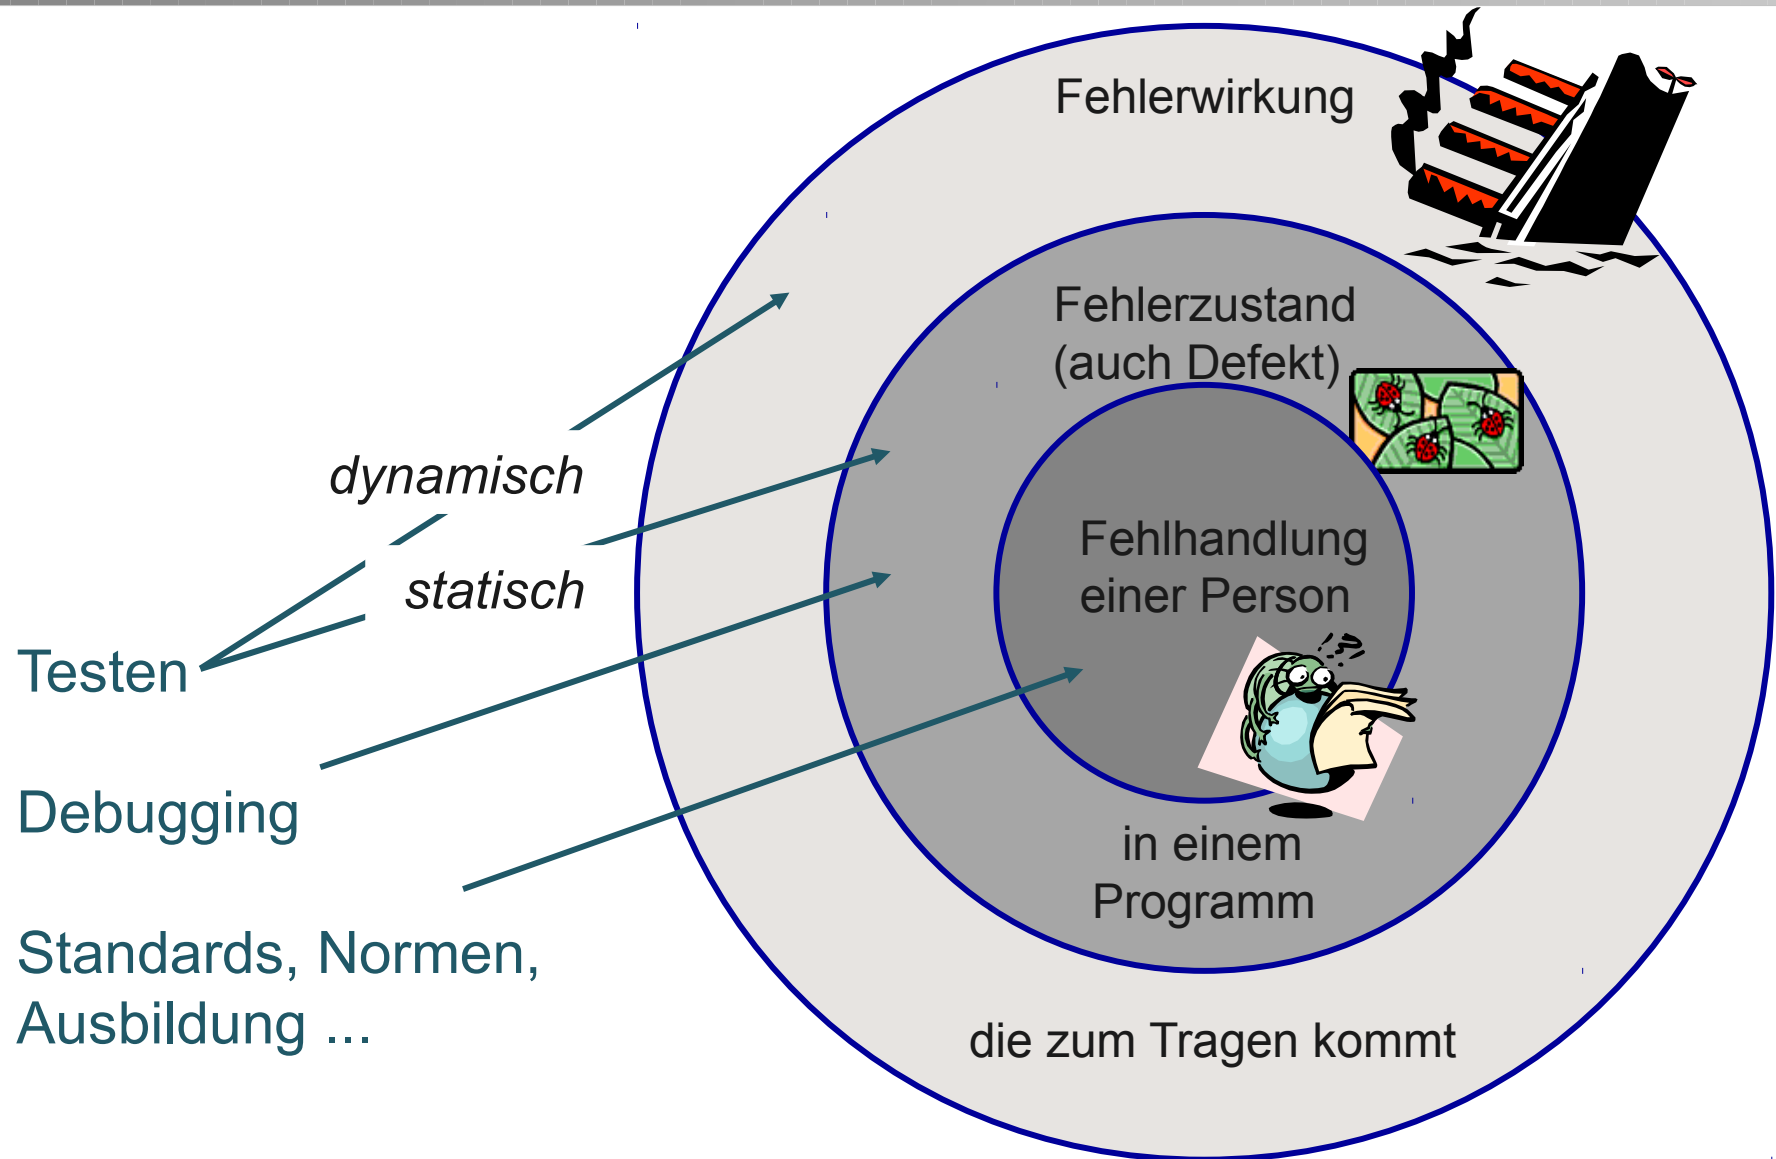 Fehlerwirkung
Fehlerzustand
(auch Defekt)
dynamisch
Fehlhandlung
einer Person
statisch
Testen
Debugging
in einem
Programm
Standards, Normen,
Ausbildung ...
die zum Tragen kommt